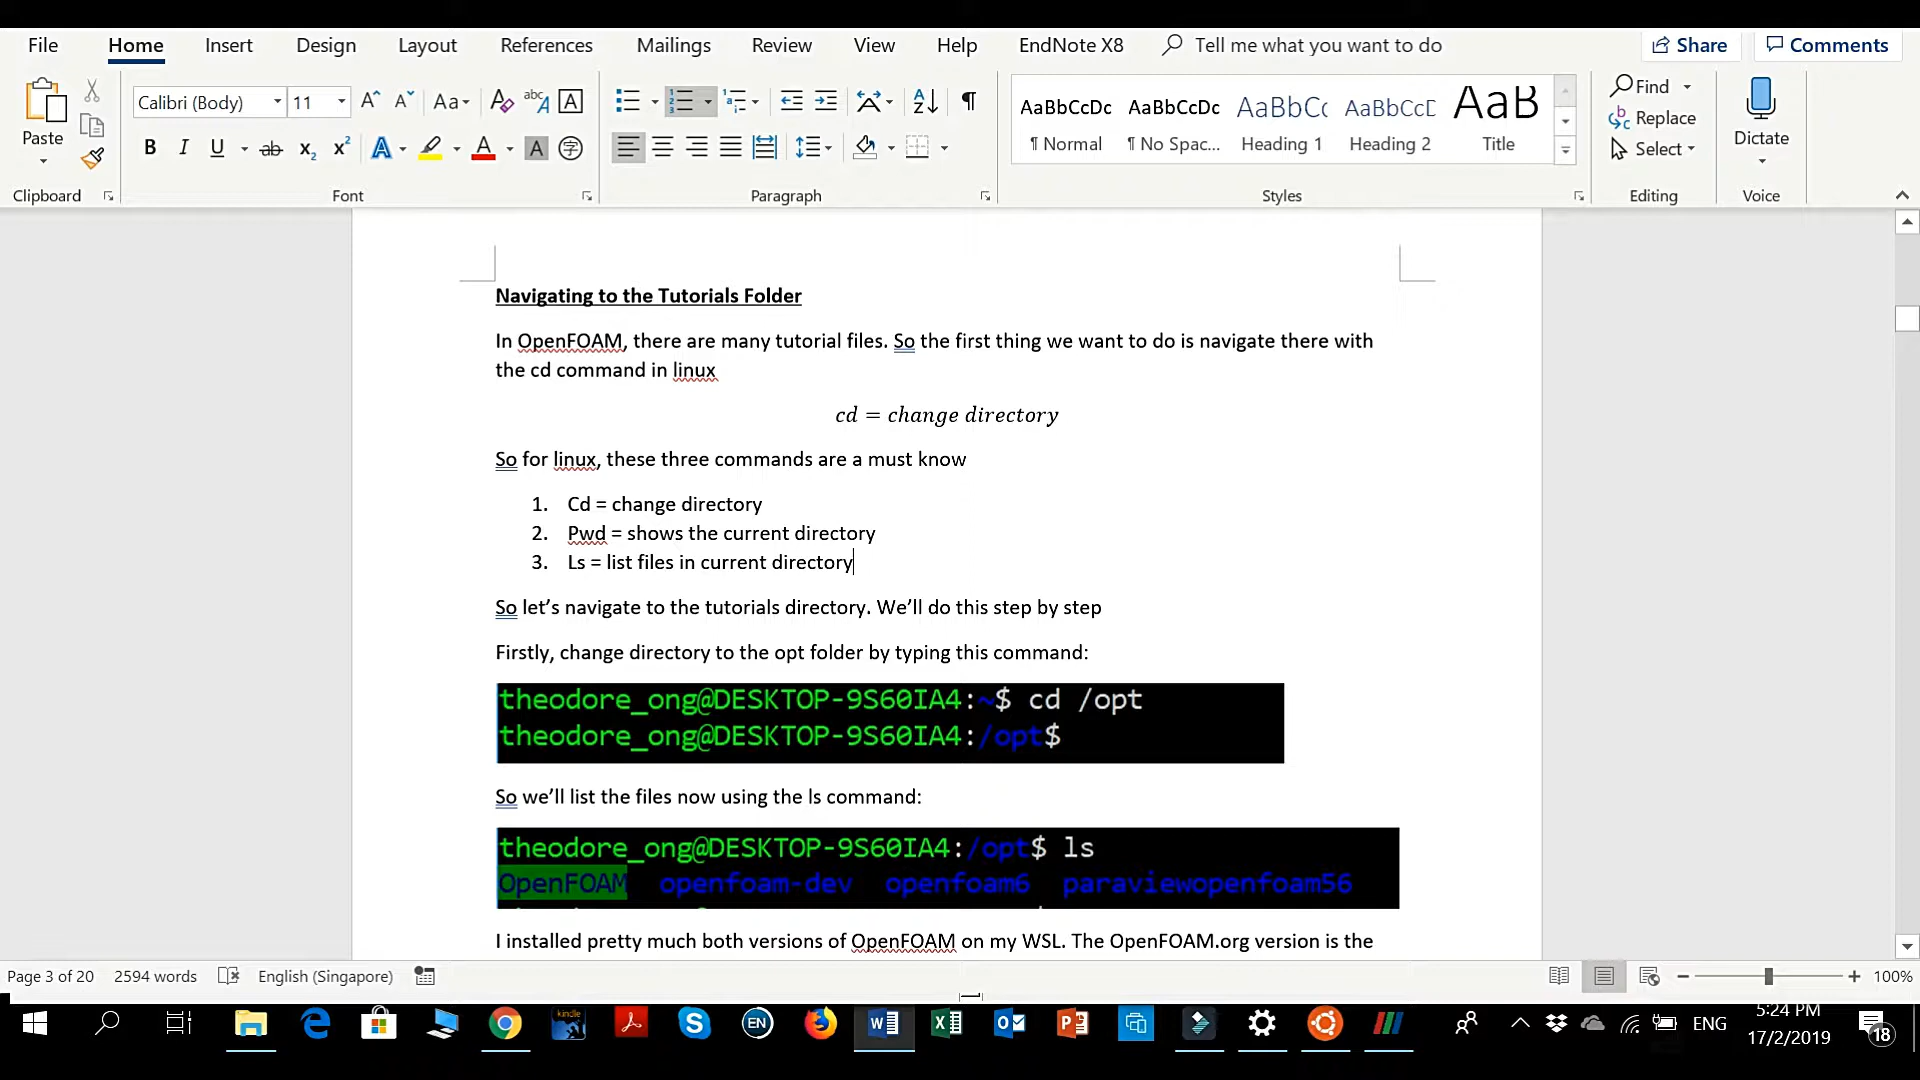 File Home Insert Design Layout References Mailings Review View Help EndNote X8 Tell me what you want to do Share Comments
Calibri (Body) 11 Aa abc A AaBbCcDc AaBbCcDc AaBbC( AaBbCcD AaB Find
Paste B I U ab x₂ x² A A A 字 ¶ Normal ¶ No Spac... Heading 1 Heading 2 Title Replace Dictate
Select
Clipboard Font Paragraph Styles Editing Voice
Navigating to the Tutorials Folder
In OpenFOAM, there are many tutorial files. So the first thing we want to do is navigate there with
the cd command in linux
cd = change directory
So for linux, these three commands are a must know
1. Cd = change directory
2. Pwd = shows the current directory
3. Ls = list files in current directory
So let’s navigate to the tutorials directory. We’ll do this step by step
Firstly, change directory to the opt folder by typing this command:
theodore_ong@DESKTOP-9S60IA4:~$ cd /opt
theodore_ong@DESKTOP-9S60IA4:/opt$
So we’ll list the files now using the ls command:
theodore_ong@DESKTOP-9S60IA4:/opt$ ls
OpenFOAM openfoam-dev openfoam6 paraviewopenfoam56
I installed pretty much both versions of OpenFOAM on my WSL. The OpenFOAM.org version is the
Page 3 of 20 2594 words English (Singapore) 100%
kindle EN ENG 5:24 PM
17/2/2019 18